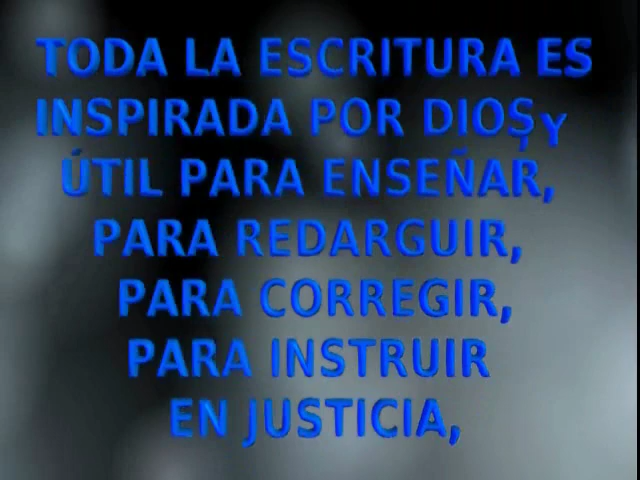 TODA LA ESCRITURA ES
INSPIRADA POR DIOS, Y
ÚTIL PARA ENSEÑAR,
PARA REDARGUIR,
PARA CORREGIR,
PARA INSTRUIR
EN JUSTICIA,